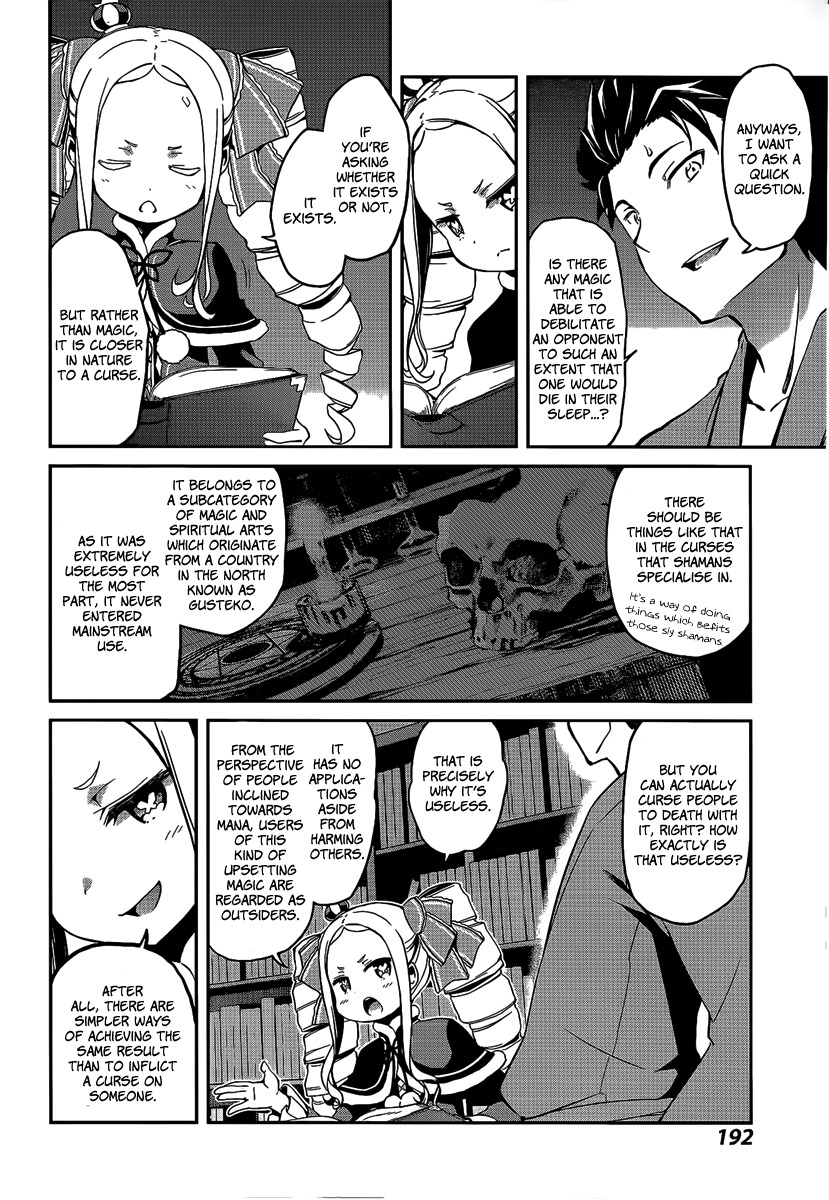 ANYWAYS,
I WANT
TO ASK A
QUICK
QUESTION.
IS THERE
ANY MAGIC
THAT IS
ABLE TO
DEBILITATE
AN OPPONENT
TO SUCH AN
EXTENT THAT
ONE WOULD
DIE IN THEIR
SLEEP...?
IF
YOU'RE
ASKING
WHETHER
IT EXISTS
OR NOT,
IT
EXISTS.
BUT RATHER
THAN MAGIC,
IT IS CLOSER
IN NATURE
TO A CURSE.
THERE
SHOULD BE
THINGS LIKE THAT
IN THE CURSES
THAT SHAMANS
SPECIALISE IN.
It's a way of doing
things which befits
those sly shamans
IT BELONGS TO
A SUBCATEGORY
OF MAGIC AND
SPIRITUAL ARTS
WHICH ORIGINATE
FROM A COUNTRY
IN THE NORTH
KNOWN AS
GUSTEKO.
AS IT WAS
EXTREMELY
USELESS FOR
THE MOST
PART, IT NEVER
ENTERED
MAINSTREAM
USE.
BUT YOU
CAN ACTUALLY
CURSE PEOPLE
TO DEATH WITH
IT, RIGHT? HOW
EXACTLY IS
THAT USELESS?
THAT IS
PRECISELY
WHY IT'S
USELESS.
IT
HAS NO
APPLICA-
TIONS
ASIDE
FROM
HARMING
OTHERS.
FROM THE
PERSPECTIVE
OF PEOPLE
INCLINED
TOWARDS
MANA, USERS
OF THIS
KIND OF
UPSETTING
MAGIC ARE
REGARDED AS
OUTSIDERS.
AFTER
ALL, THERE ARE
SIMPLER WAYS
OF ACHIEVING THE
SAME RESULT
THAN TO INFLICT
A CURSE ON
SOMEONE.
192